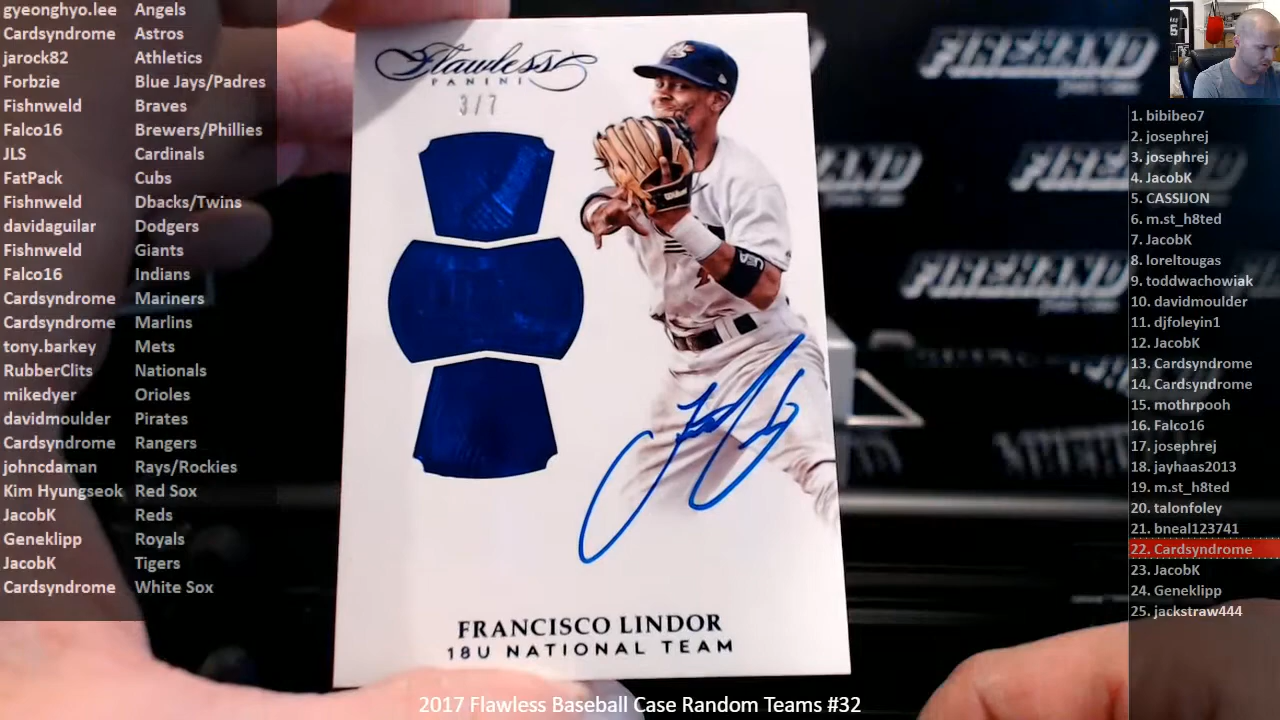 gyeonghyo.lee Angels
Cardsyndrome Astros
jarock82 Athletics
Forbzie Blue Jays/Padres
Fishnweld Braves
Falco16 Brewers/Phillies
JLS Cardinals
FatPack Cubs
Fishnweld Dbacks/Twins
davidaguilar Dodgers
Fishnweld Giants
Falco16 Indians
Cardsyndrome Mariners
Cardsyndrome Marlins
tony.barkey Mets
RubberClits Nationals
mikedyer Orioles
davidmoulder Pirates
Cardsyndrome Rangers
johncdaman Rays/Rockies
Kim Hyungseok Red Sox
JacobK Reds
Geneklipp Royals
JacobK Tigers
Cardsyndrome White Sox
Flawless
PANINI
3/7
Wilson
FRANCISCO LINDOR
18U NATIONAL TEAM
FIREHAND
FIREHAND
1. bibibeo7
2. josephrej
3. josephrej
4. JacobK
5. CASSIJON
6. m.st_h8ted
7. JacobK
8. loreltougas
9. toddwachowiak
10. davidmoulder
11. djfoleyin1
12. JacobK
13. Cardsyndrome
14. Cardsyndrome
15. mothrpooh
16. Falco16
17. josephrej
18. jayhaas2013
19. m.st_h8ted
20. talonfoley
21. bneal123741
22. Cardsyndrome
23. JacobK
24. Geneklipp
25. jackstraw444
2017 Flawless Baseball Case Random Teams #32